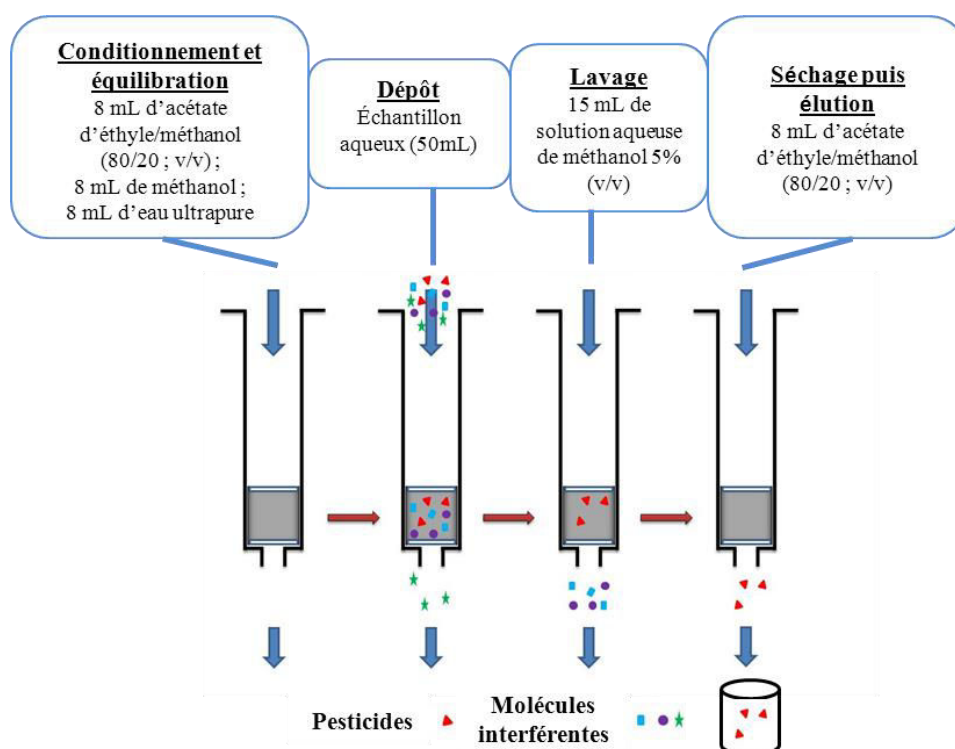 Conditionnement et
équilibration
8 mL d'acétate
d'éthyle/méthanol
(80/20 ; v/v) ;
8 mL de méthanol ;
8 mL d'eau ultrapure
Dépôt
Échantillon
aqueux (50mL)
Lavage
15 mL de
solution aqueuse
de méthanol 5%
(v/v)
Séchage puis
élution
8 mL d'acétate
d'éthyle/méthanol
(80/20 ; v/v)
Pesticides
Molécules
interférentes